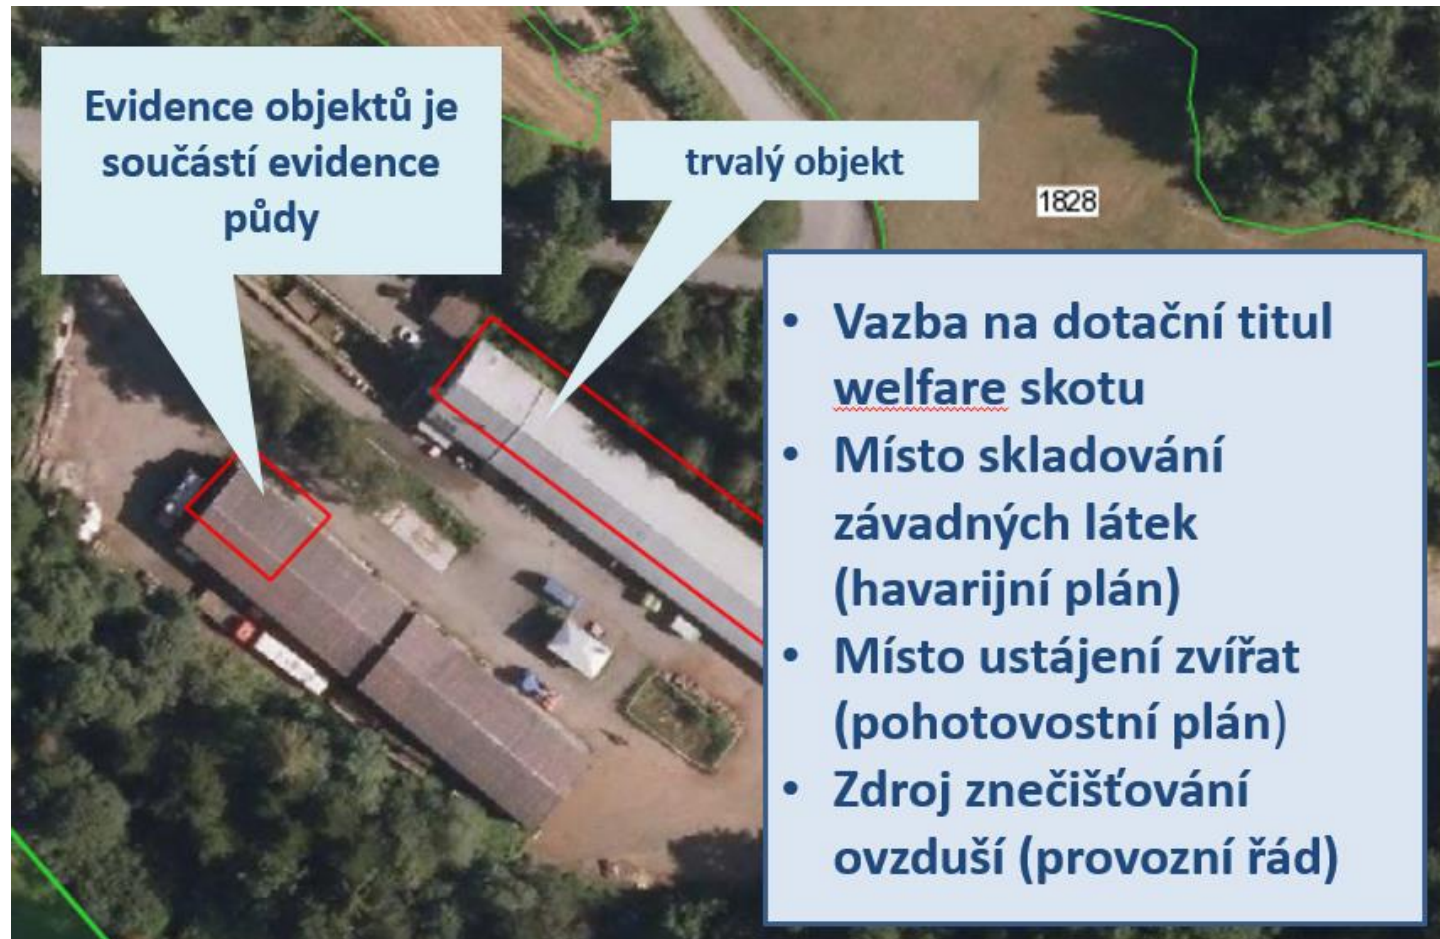 Evidence objektů je
součástí evidence
půdy
trvalý objekt
1828
• Vazba na dotační titul
welfare skotu
• Místo skladování
závadných látek
(havarijní plán)
• Místo ustájení zvířat
(pohotovostní plán)
• Zdroj znečišťování
ovzduší (provozní řád)